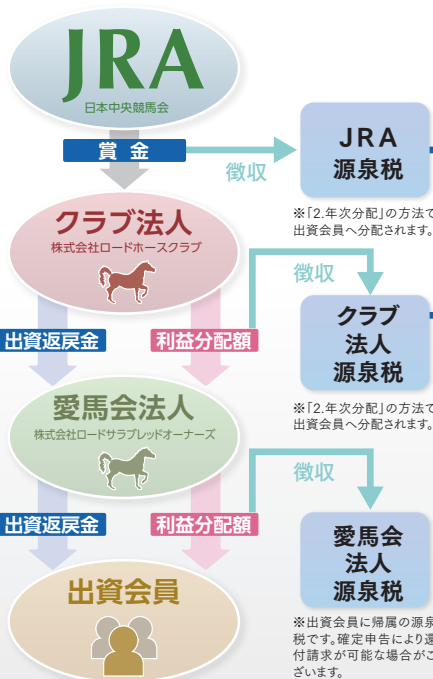 JRA
日本中央競馬会
賞金
徴収
JRA
源泉税
※「2.年次分配」の方法で
出資会員へ分配されます。
クラブ法人
株式会社ロードホースクラブ
出資返戻金
利益分配額
徴収
クラブ
法人
源泉税
※「2.年次分配」の方法で
出資会員へ分配されます。
愛馬会法人
株式会社ロードサラブレッドオーナーズ
出資返戻金
利益分配額
徴収
愛馬会
法人
源泉税
※出資会員に帰属の源泉
税です。確定申告により還
付請求が可能な場合がご
ざいます。
出資会員